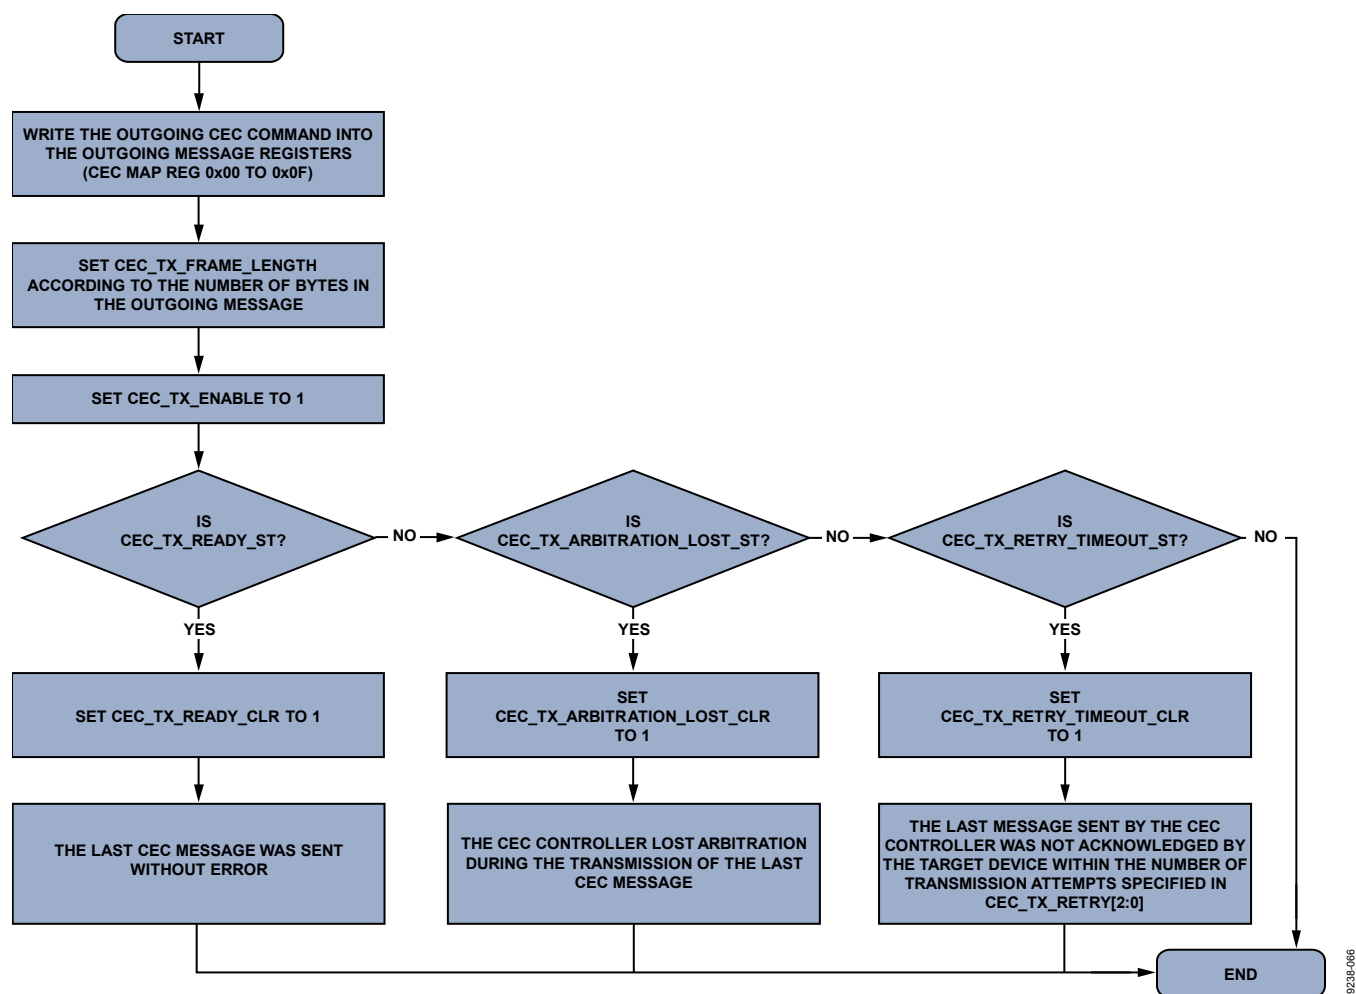 START
WRITE THE OUTGOING CEC COMMAND INTO
THE OUTGOING MESSAGE REGISTERS
(CEC MAP REG 0x00 TO 0x0F)
SET CEC_TX_FRAME_LENGTH
ACCORDING TO THE NUMBER OF BYTES IN
THE OUTGOING MESSAGE
SET CEC_TX_ENABLE TO 1
IS
CEC_TX_READY_ST?
NO
IS
CEC_TX_ARBITRATION_LOST_ST?
NO
IS
CEC_TX_RETRY_TIMEOUT_ST?
NO
YES
YES
YES
SET CEC_TX_READY_CLR TO 1
SET
CEC_TX_ARBITRATION_LOST_CLR
TO 1
SET
CEC_TX_RETRY_TIMEOUT_CLR
TO 1
THE LAST CEC MESSAGE WAS SENT
WITHOUT ERROR
THE CEC CONTROLLER LOST ARBITRATION
DURING THE TRANSMISSION OF THE LAST
CEC MESSAGE
THE LAST MESSAGE SENT BY THE CEC
CONTROLLER WAS NOT ACKNOWLEDGED BY
THE TARGET DEVICE WITHIN THE NUMBER OF
TRANSMISSION ATTEMPTS SPECIFIED IN
CEC_TX_RETRY[2:0]
END
9238-066